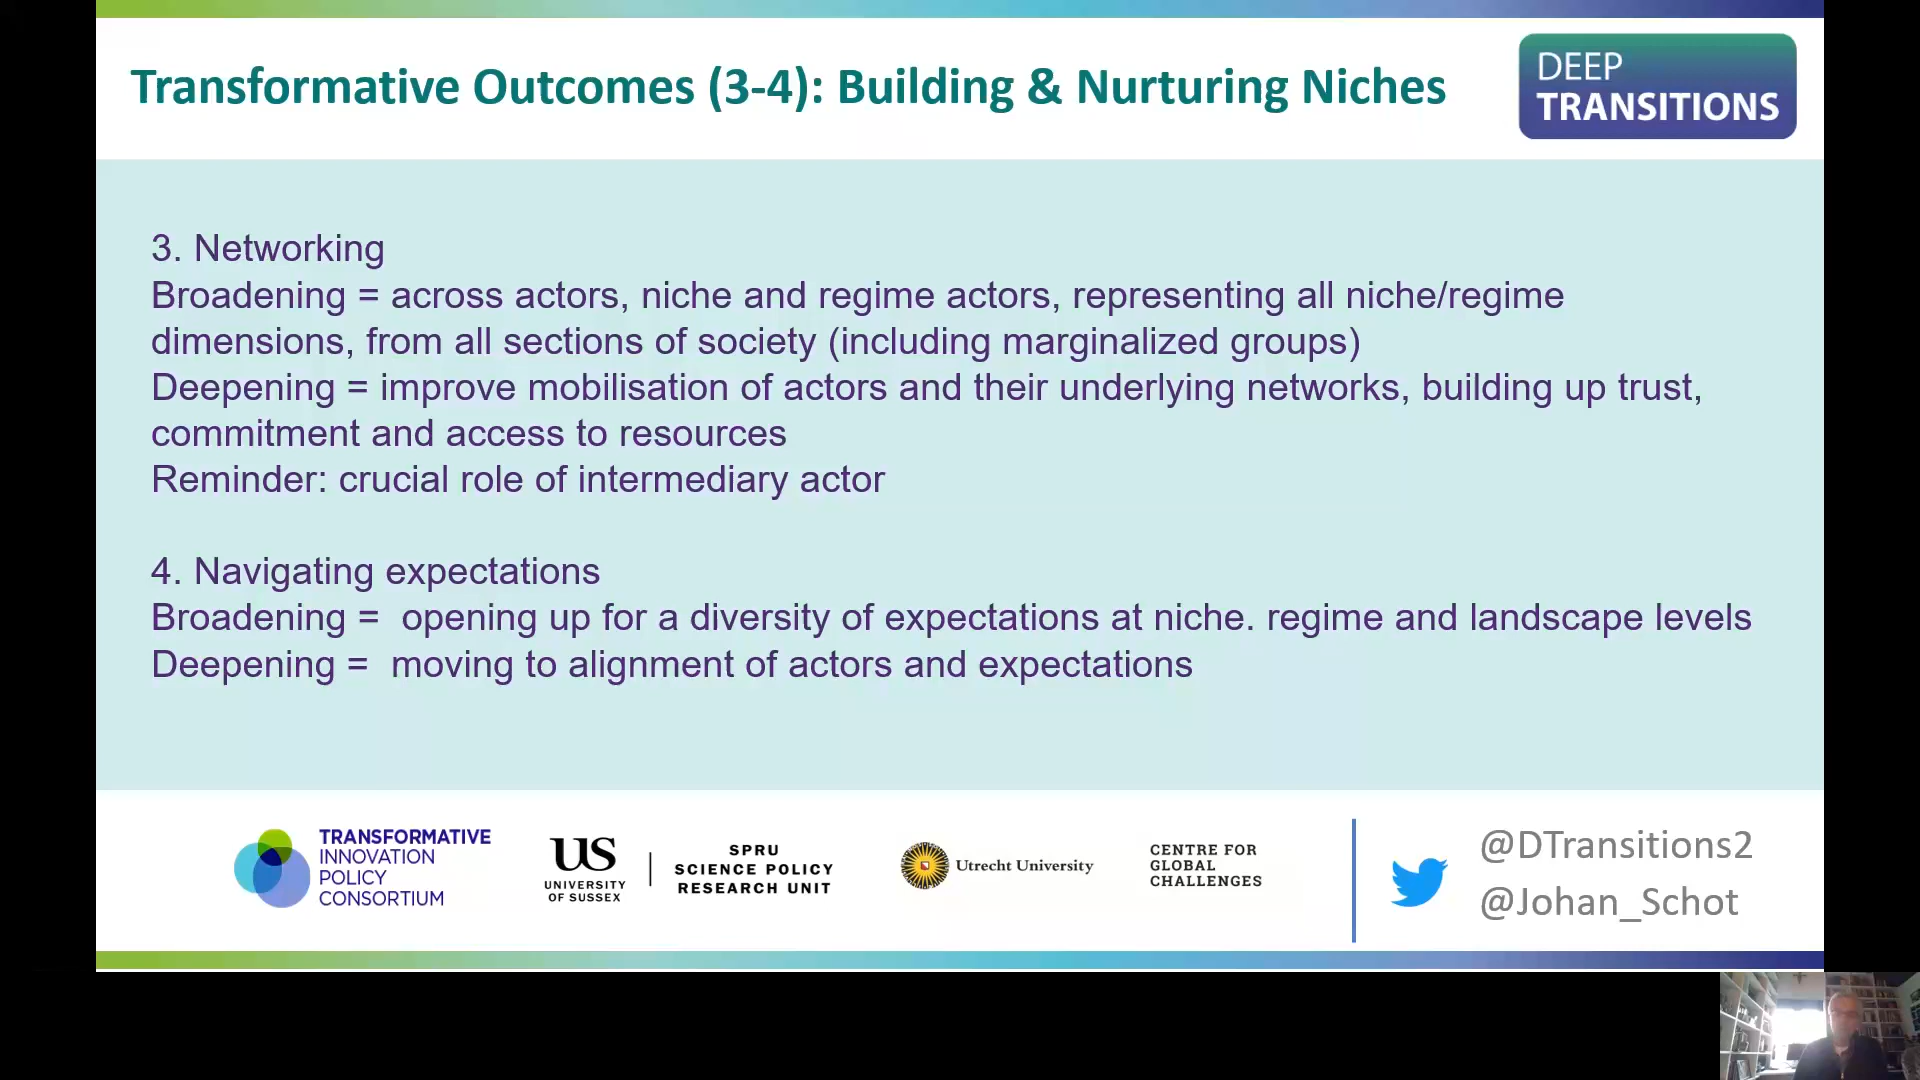 Transformative Outcomes (3-4): Building & Nurturing Niches
DEEP
TRANSITIONS
3. Networking
Broadening = across actors, niche and regime actors, representing all niche/regime
dimensions, from all sections of society (including marginalized groups)
Deepening = improve mobilisation of actors and their underlying networks, building up trust,
commitment and access to resources
Reminder: crucial role of intermediary actor
4. Navigating expectations
Broadening =  opening up for a diversity of expectations at niche. regime and landscape levels
Deepening =  moving to alignment of actors and expectations
TRANSFORMATIVE
INNOVATION
POLICY
CONSORTIUM
US
UNIVERSITY
OF SUSSEX
SPRU
SCIENCE POLICY
RESEARCH UNIT
Utrecht University
CENTRE FOR
GLOBAL
CHALLENGES
@DTransitions2
@Johan_Schot